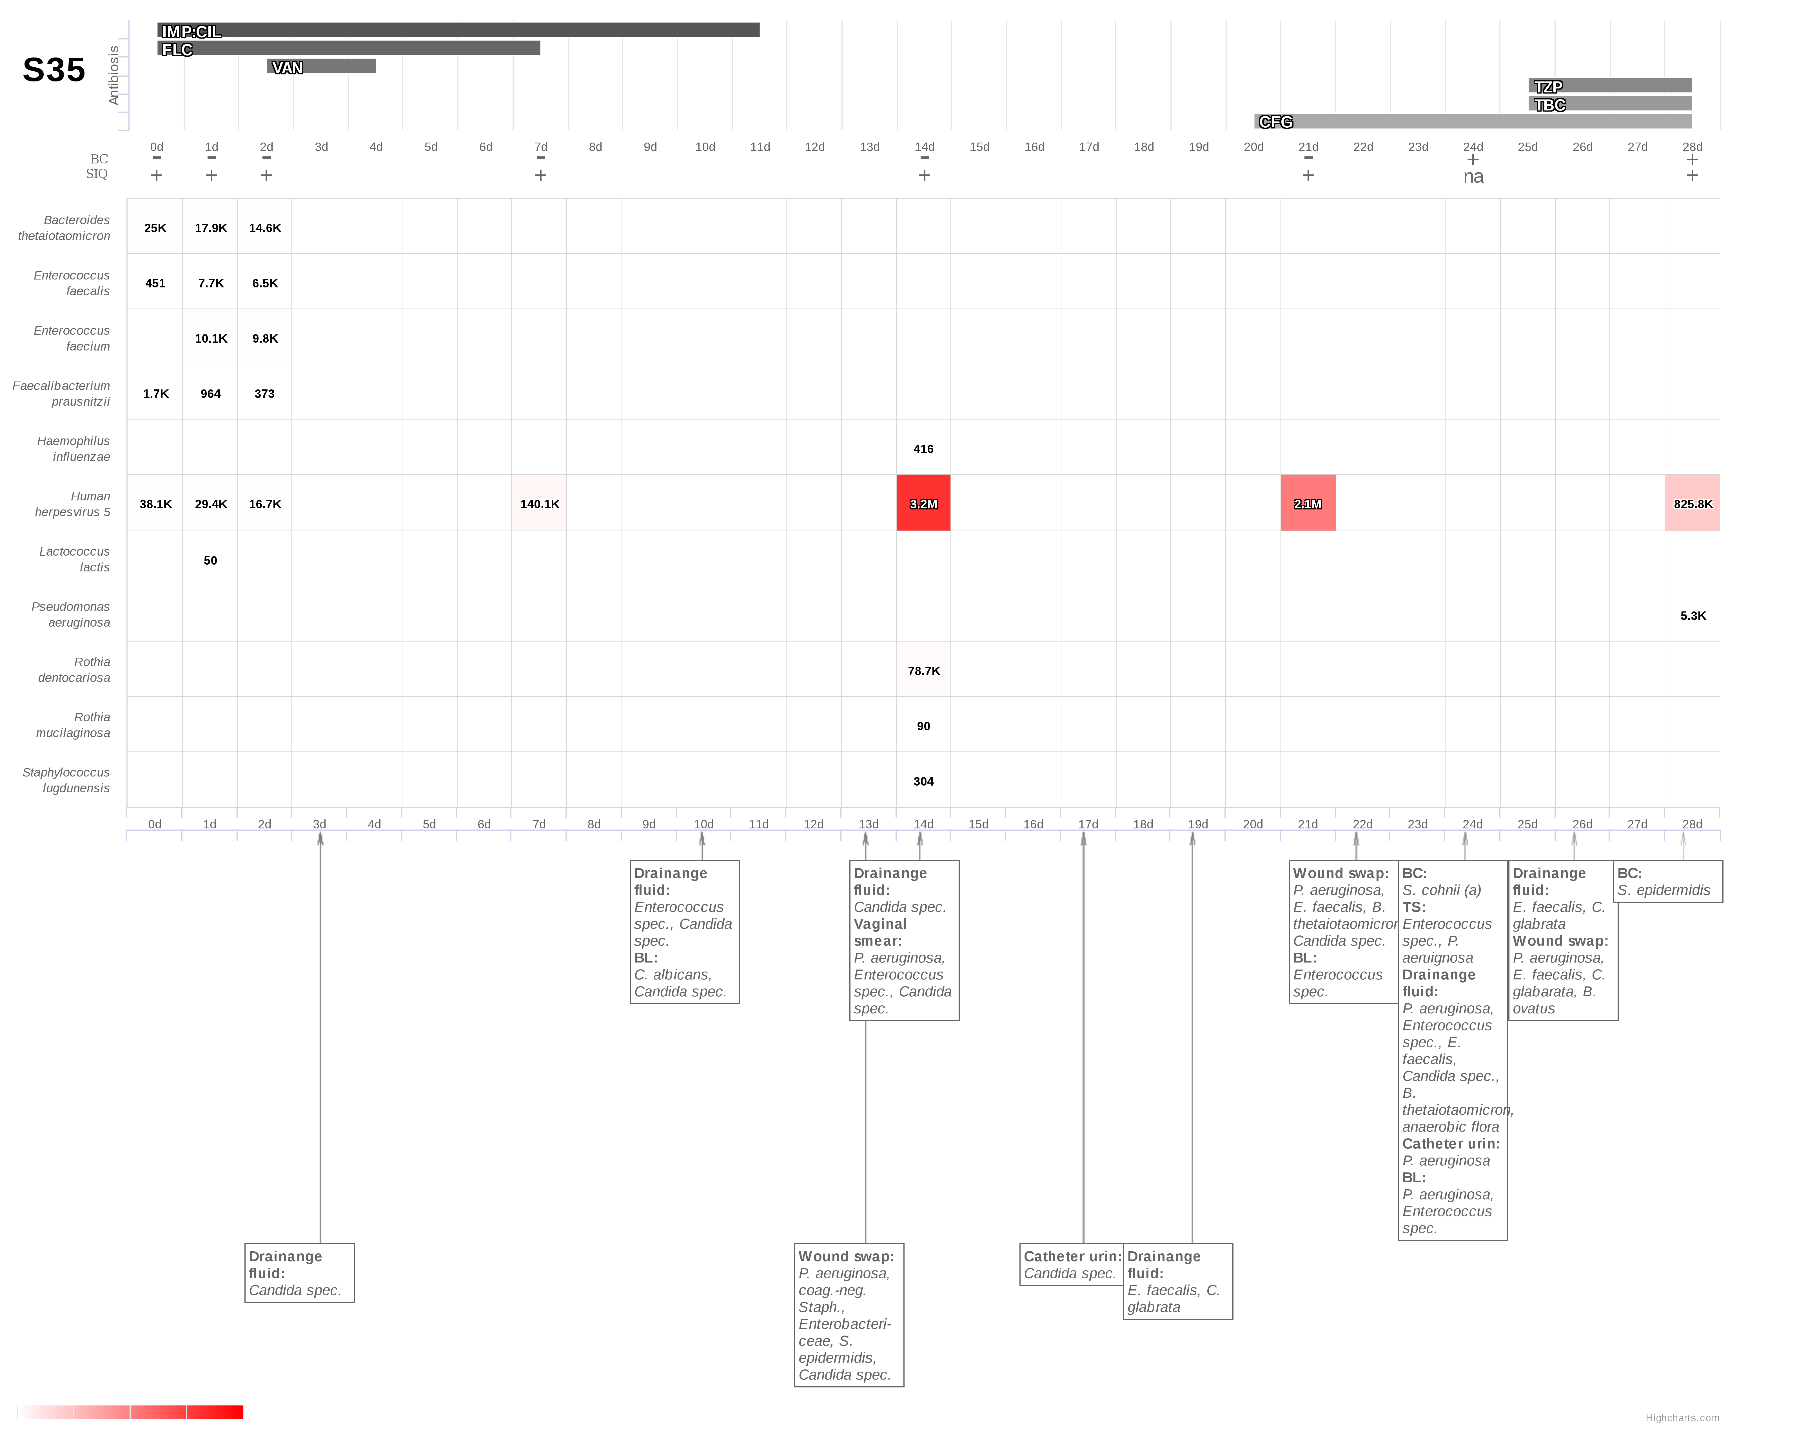 S35
Antibiosis
IMP:CIL
FLC
VAN
TZP
TBC
CFG
0d 1d 2d 3d 4d 5d 6d 7d 8d 9d 10d 11d 12d 13d 14d 15d 16d 17d 18d 19d 20d 21d 22d 23d 24d 25d 26d 27d 28d
BC - - - - - - + +
SIQ + + + + + + na +
Bacteroides
thetaiotaomicron
25K 17.9K 14.6K
Enterococcus
faecalis
451 7.7K 6.5K
Enterococcus
faecium
10.1K 9.8K
Faecalibacterium
prausnitzii
1.7K 964 373
Haemophilus
influenzae
416
Human
herpesvirus 5
38.1K 29.4K 16.7K 140.1K 3.2M 2.1M 825.8K
Lactococcus
lactis
50
Pseudomonas
aeruginosa
5.3K
Rothia
dentocariosa
78.7K
Rothia
mucilaginosa
90
Staphylococcus
lugdunensis
304
0d 1d 2d 3d 4d 5d 6d 7d 8d 9d 10d 11d 12d 13d 14d 15d 16d 17d 18d 19d 20d 21d 22d 23d 24d 25d 26d 27d 28d
Drainange
fluid:
Enterococcus
spec., Candida
spec.
BL:
C. albicans,
Candida spec.
Drainange
fluid:
Candida spec.
Vaginal
smear:
P. aeruginosa,
Enterococcus
spec., Candida
spec.
Wound swap:
P. aeruginosa,
E. faecalis, B.
thetaiotaomicron
Candida spec.
BL:
Enterococcus
spec.
BC:
S. cohnii (a)
TS:
Enterococcus
spec., P.
aeruignosa
Drainange
fluid:
P. aeruginosa,
Enterococcus
spec., E.
faecalis,
Candida spec.,
B.
thetaiotaomicron,
anaerobic flora
Catheter urin:
P. aeruginosa
BL:
P. aeruginosa,
Enterococcus
spec.
Drainange
fluid:
E. faecalis, C.
glabrata
Wound swap:
P. aeruginosa,
E. faecalis, C.
glabarata, B.
ovatus
BC:
S. epidermidis
Drainange
fluid:
Candida spec.
Wound swap:
P. aeruginosa,
coag.-neg.
Staph.,
Enterobacteri-
ceae, S.
epidermidis,
Candida spec.
Catheter urin:
Candida spec.
Drainange
fluid:
E. faecalis, C.
glabrata
Highcharts.com